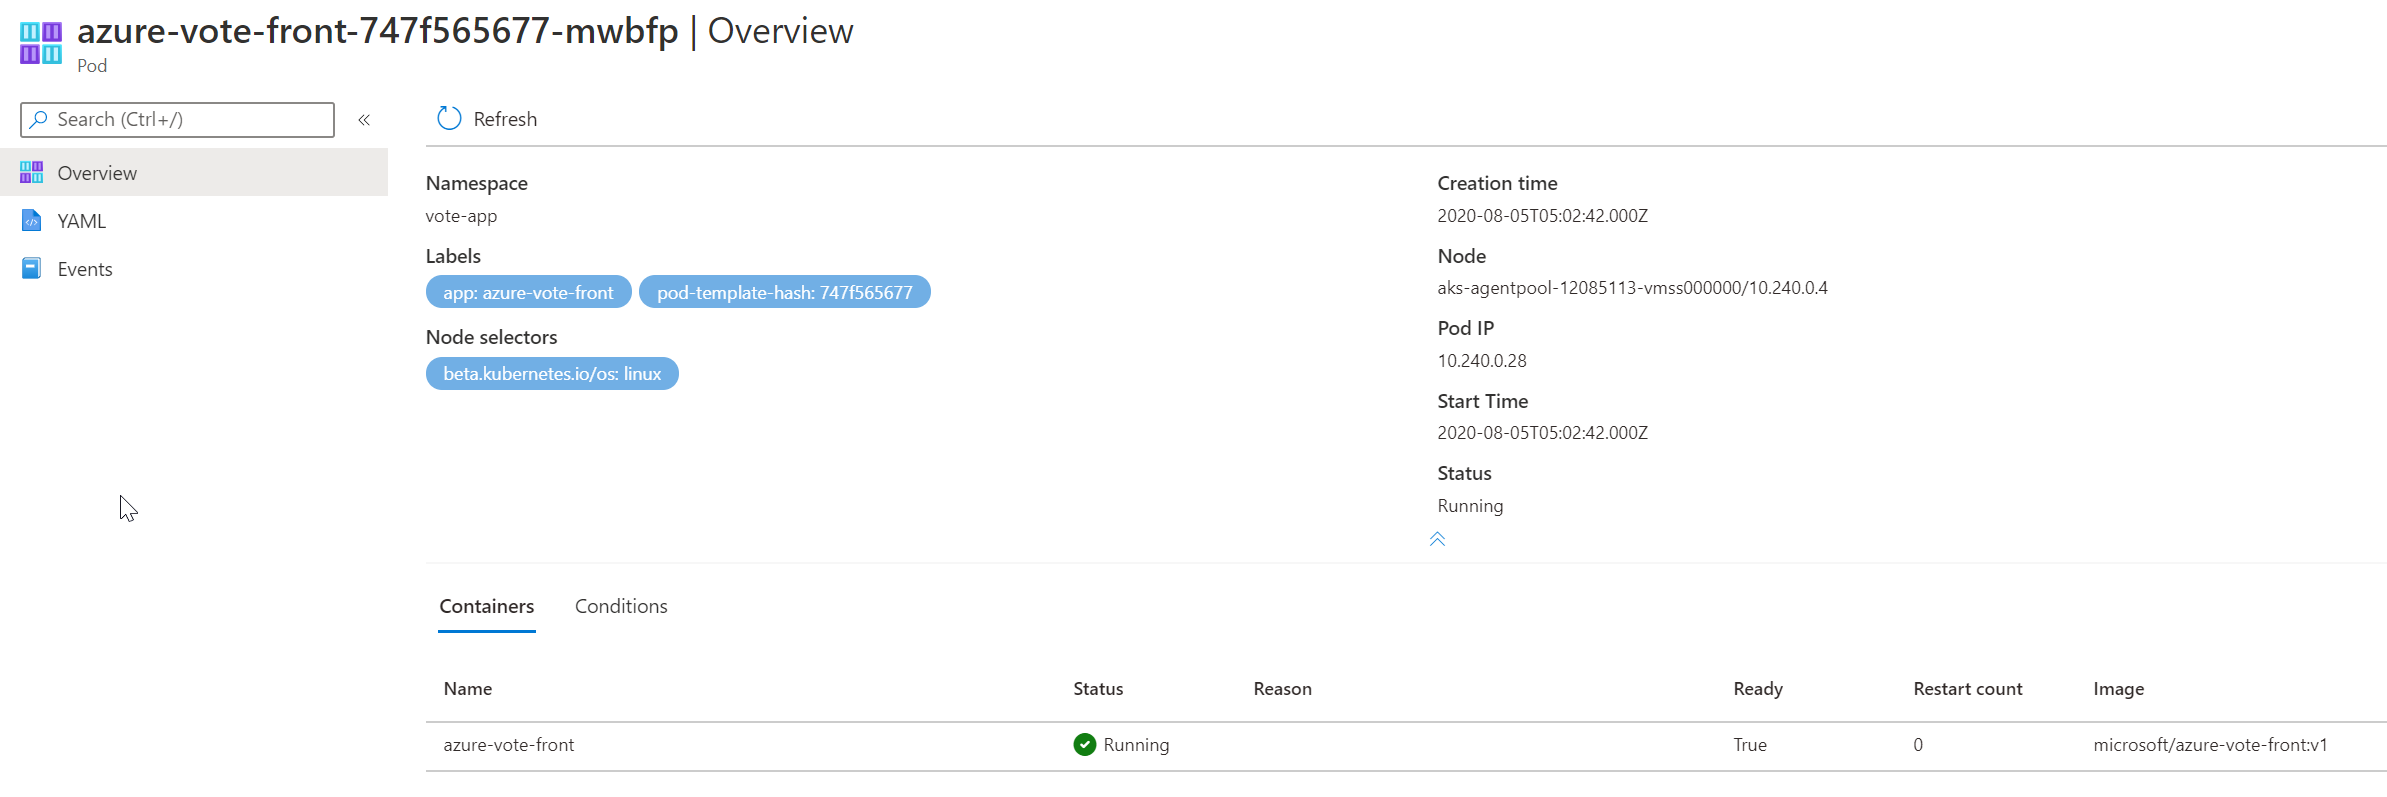 azure-vote-front-747f565677-mwbfp | Overview
Pod
Search (Ctrl+/)
«
Overview
YAML
Events
Refresh
Namespace
vote-app
Labels
app: azure-vote-front pod-template-hash: 747f565677
Node selectors
beta.kubernetes.io/os: linux
Creation time
2020-08-05T05:02:42.000Z
Node
aks-agentpool-12085113-vmss000000/10.240.0.4
Pod IP
10.240.0.28
Start Time
2020-08-05T05:02:42.000Z
Status
Running
Containers Conditions
Name Status Reason Ready Restart count Image
azure-vote-front Running True 0 microsoft/azure-vote-front:v1